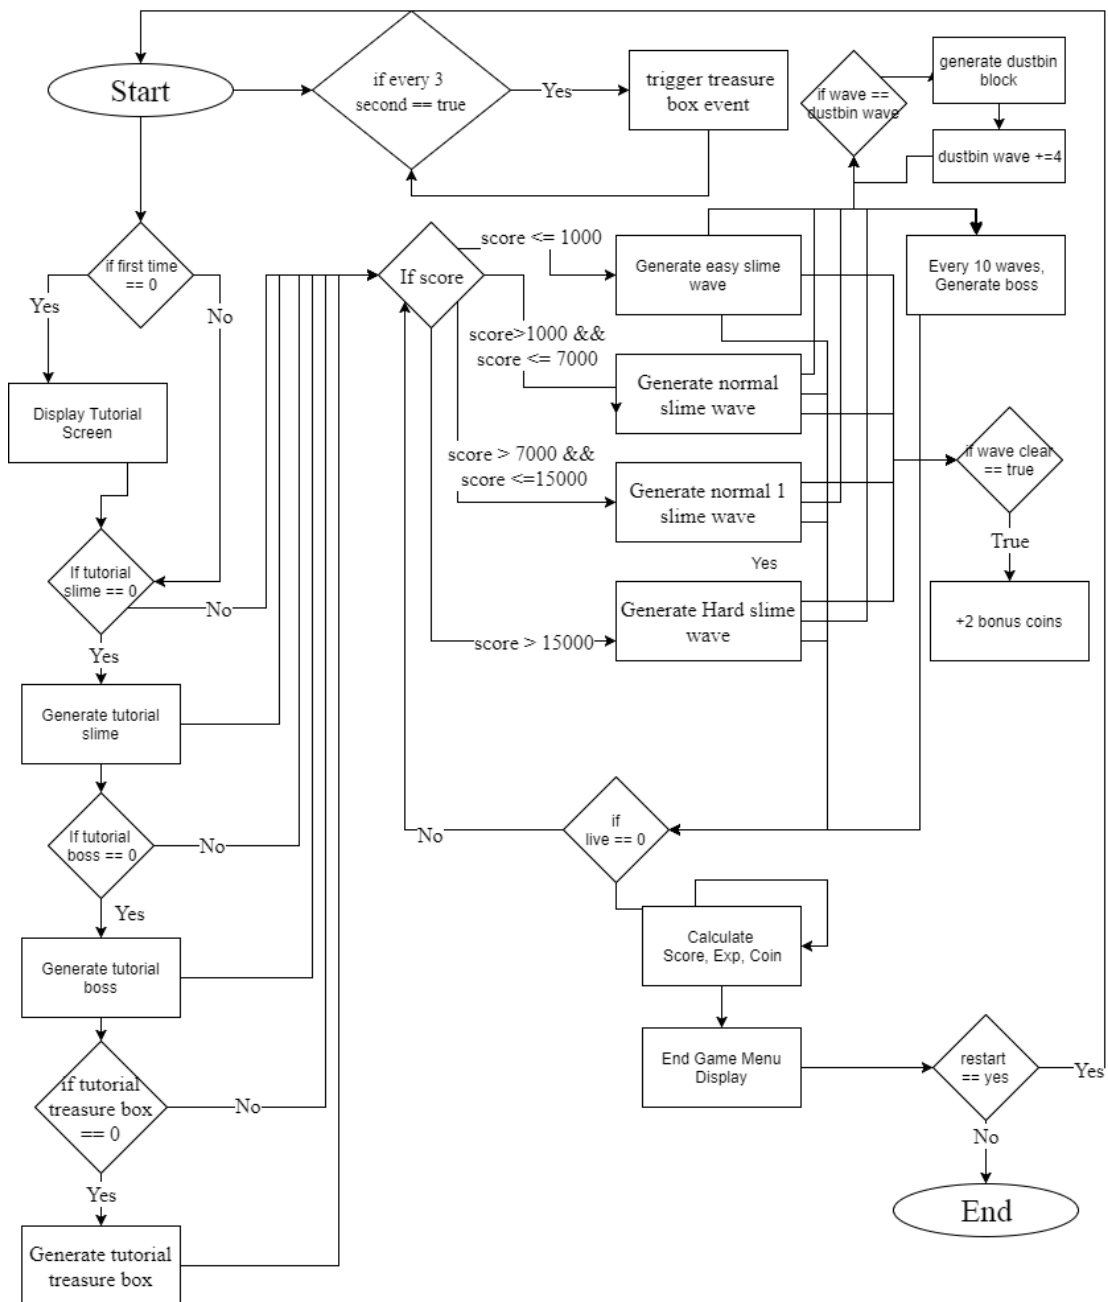 Start
if every 3
second == true
Yes
trigger treasure
box event
if wave ==
dustbin wave
generate dustbin
block
dustbin wave +=4
if first time
== 0
Yes
No
If score
score <= 1000
Generate easy slime
wave
Every 10 waves,
Generate boss
score>1000 &&
score <= 7000
Generate normal
slime wave
Display Tutorial
Screen
score > 7000 &&
score <=15000
Generate normal 1
slime wave
if wave clear
== true
True
Yes
If tutorial
slime == 0
No
Yes
score > 15000
Generate Hard slime
wave
+2 bonus coins
Generate tutorial
slime
If tutorial
boss == 0
No
Yes
if
live == 0
No
Generate tutorial
boss
Calculate
Score, Exp, Coin
End Game Menu
Display
restart
== yes
Yes
No
End
if tutorial
treasure box
== 0
No
Yes
Generate tutorial
treasure box